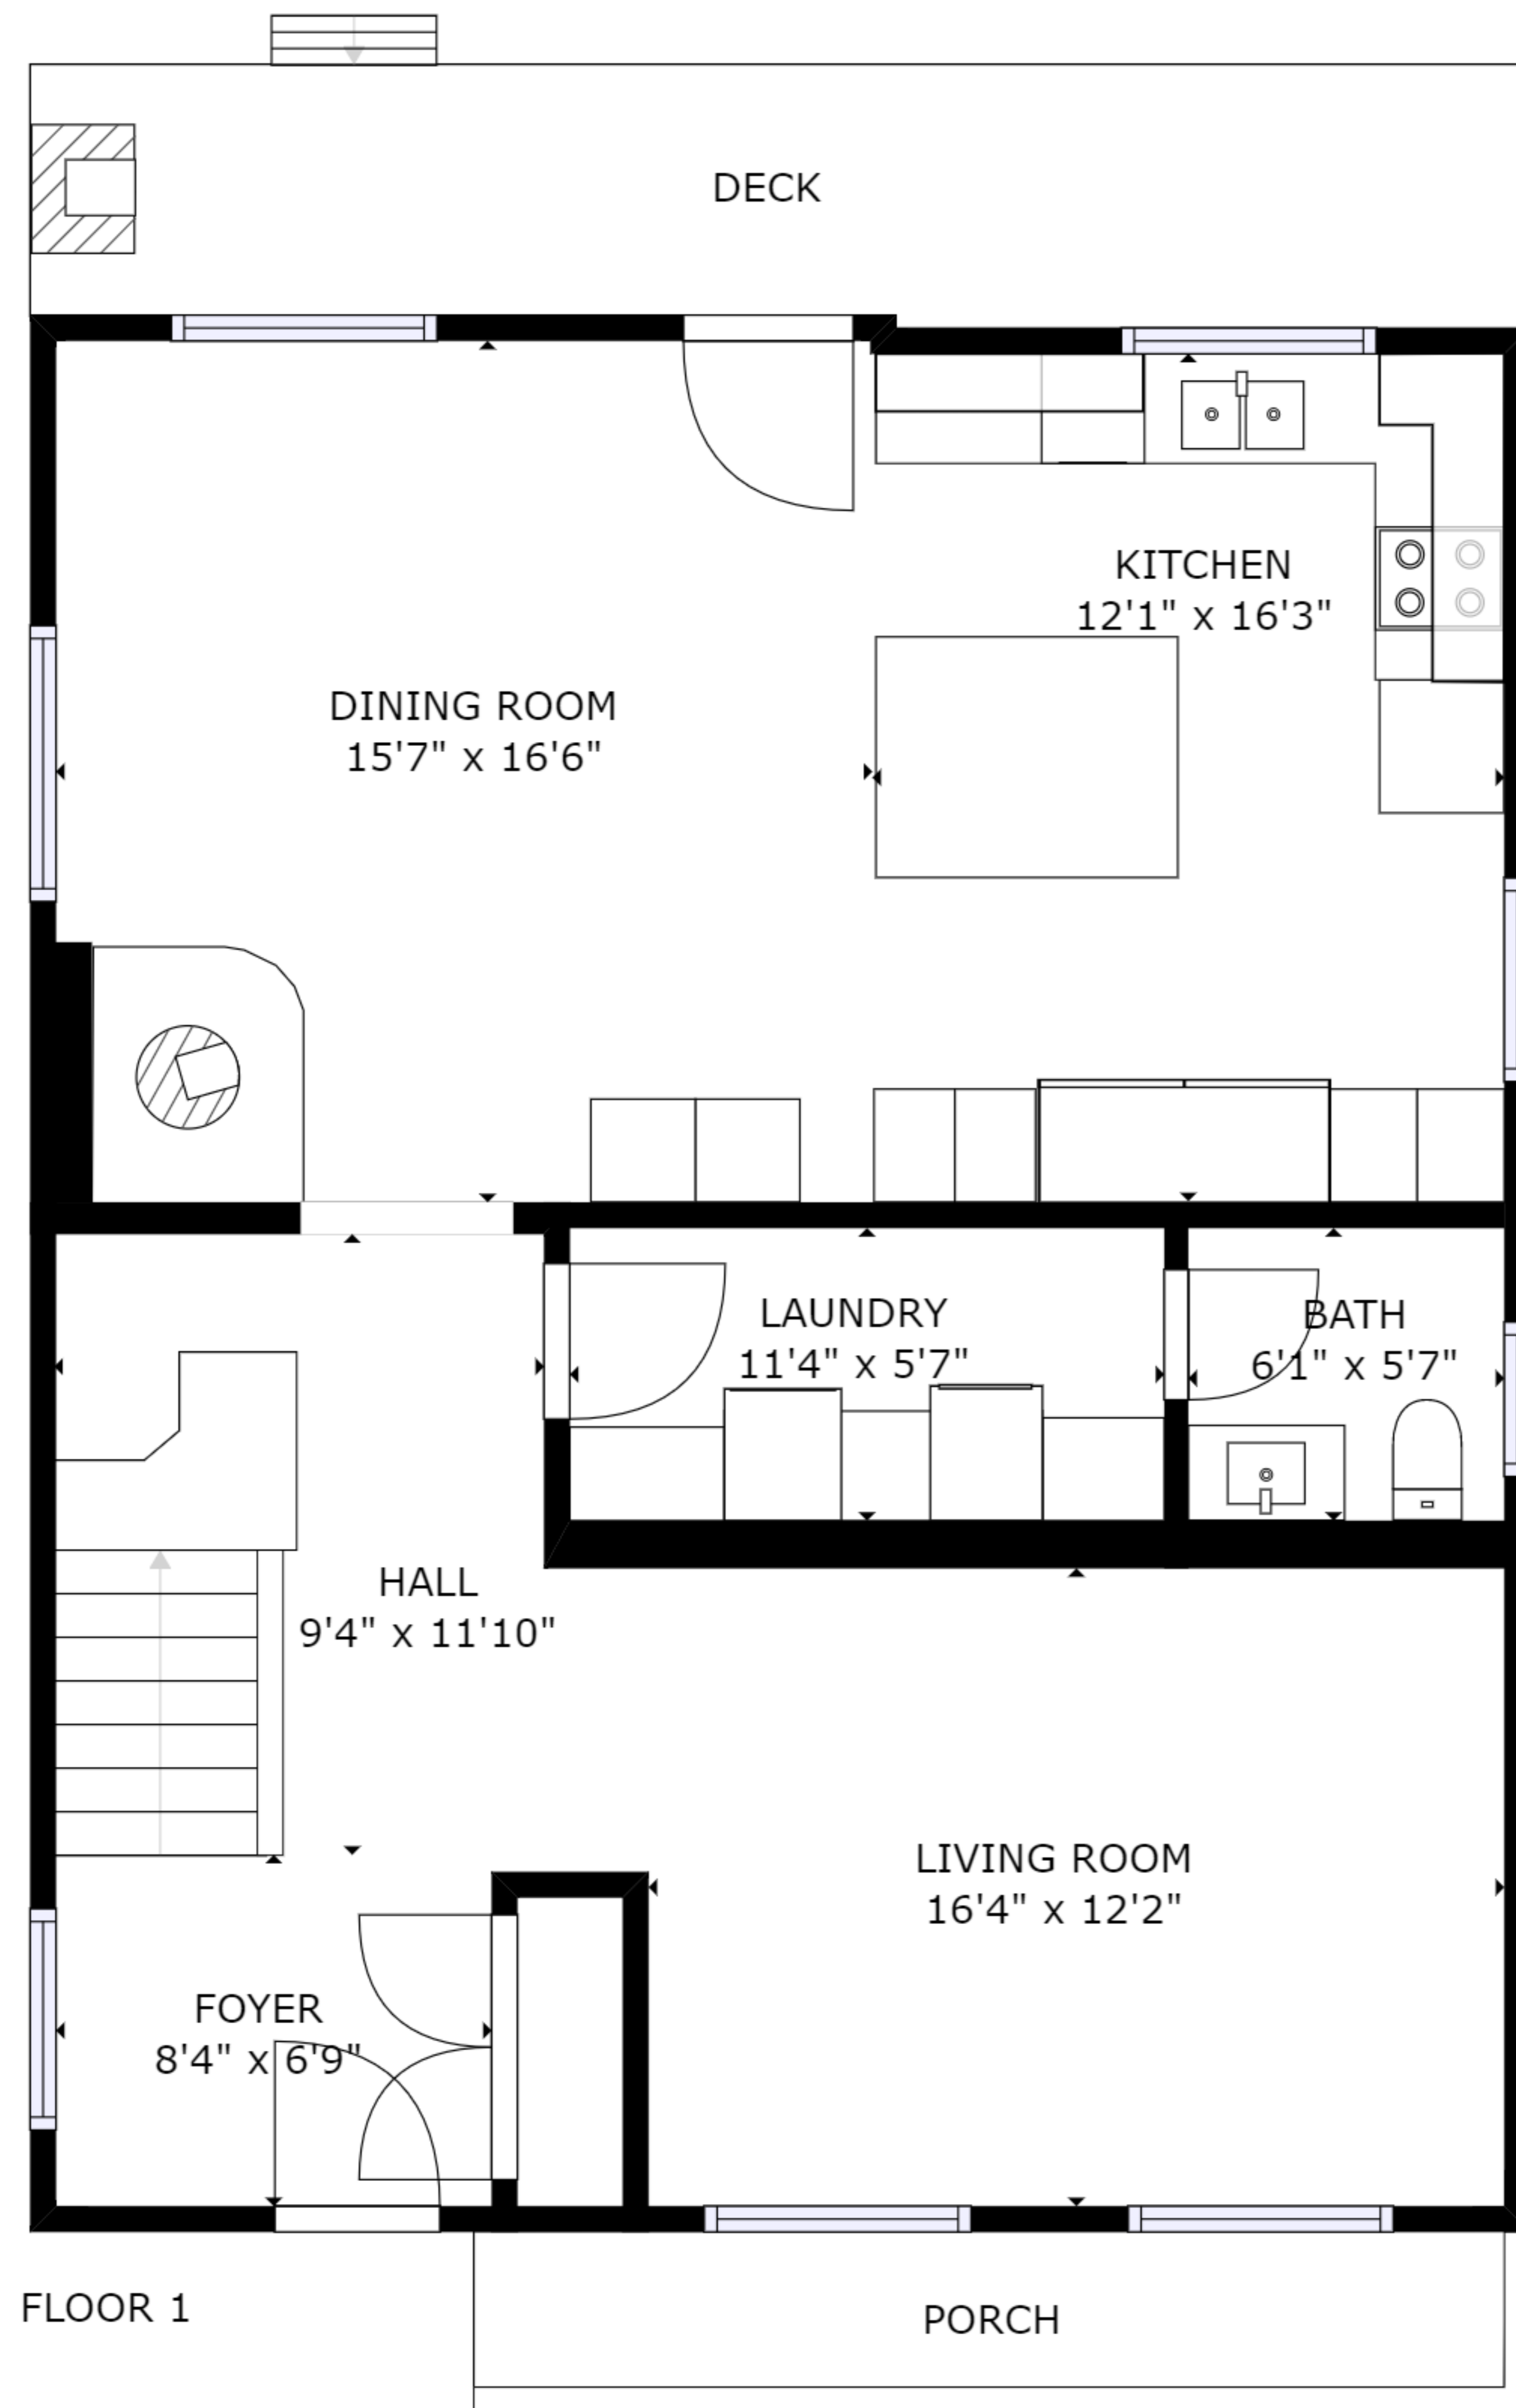 DECK
KITCHEN
12'1" x 16'3"
DINING ROOM
15'7" x 16'6"
LAUNDRY
11'4" x 5'7"
BATH
6'1" x 5'7"
HALL
9'4" x 11'10"
LIVING ROOM
16'4" x 12'2"
FOYER
8'4" x 6'9"
FLOOR 1
PORCH